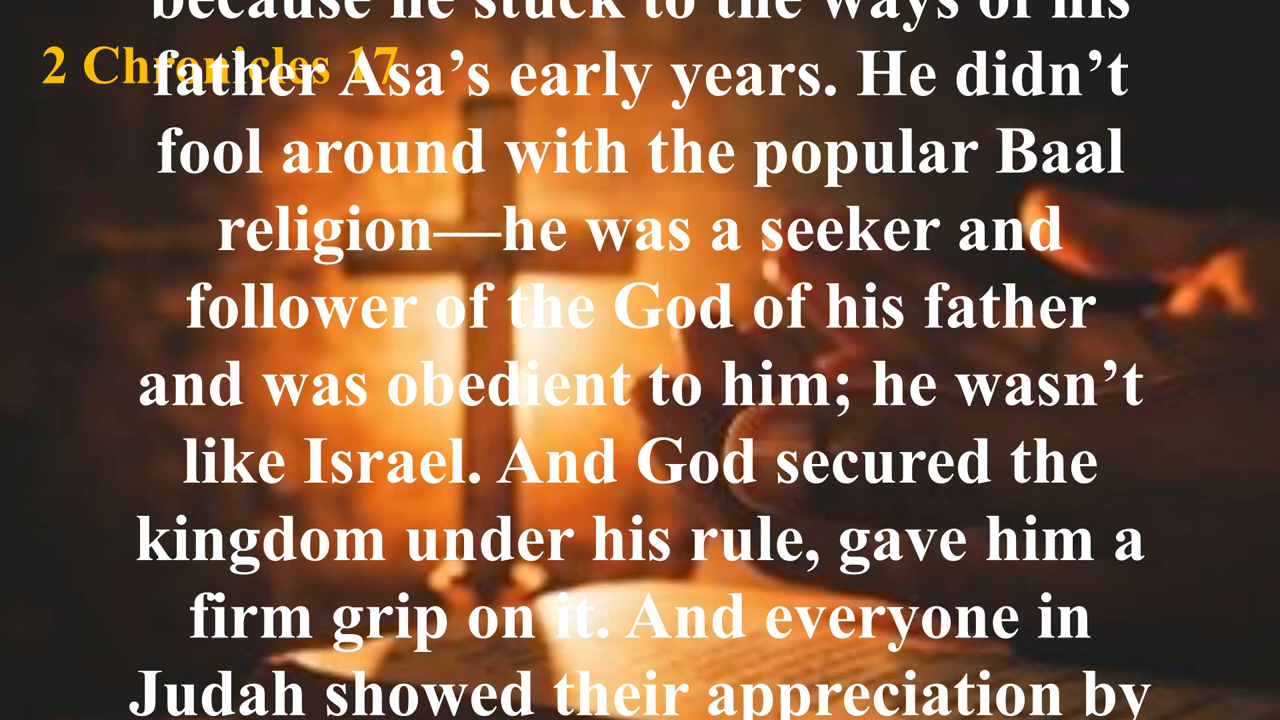 because he stuck to the ways of his
2 Chronicles 17
father Asa’s early years. He didn’t
fool around with the popular Baal
religion—he was a seeker and
follower of the God of his father
and was obedient to him; he wasn’t
like Israel. And God secured the
kingdom under his rule, gave him a
firm grip on it. And everyone in
Judah showed their appreciation by